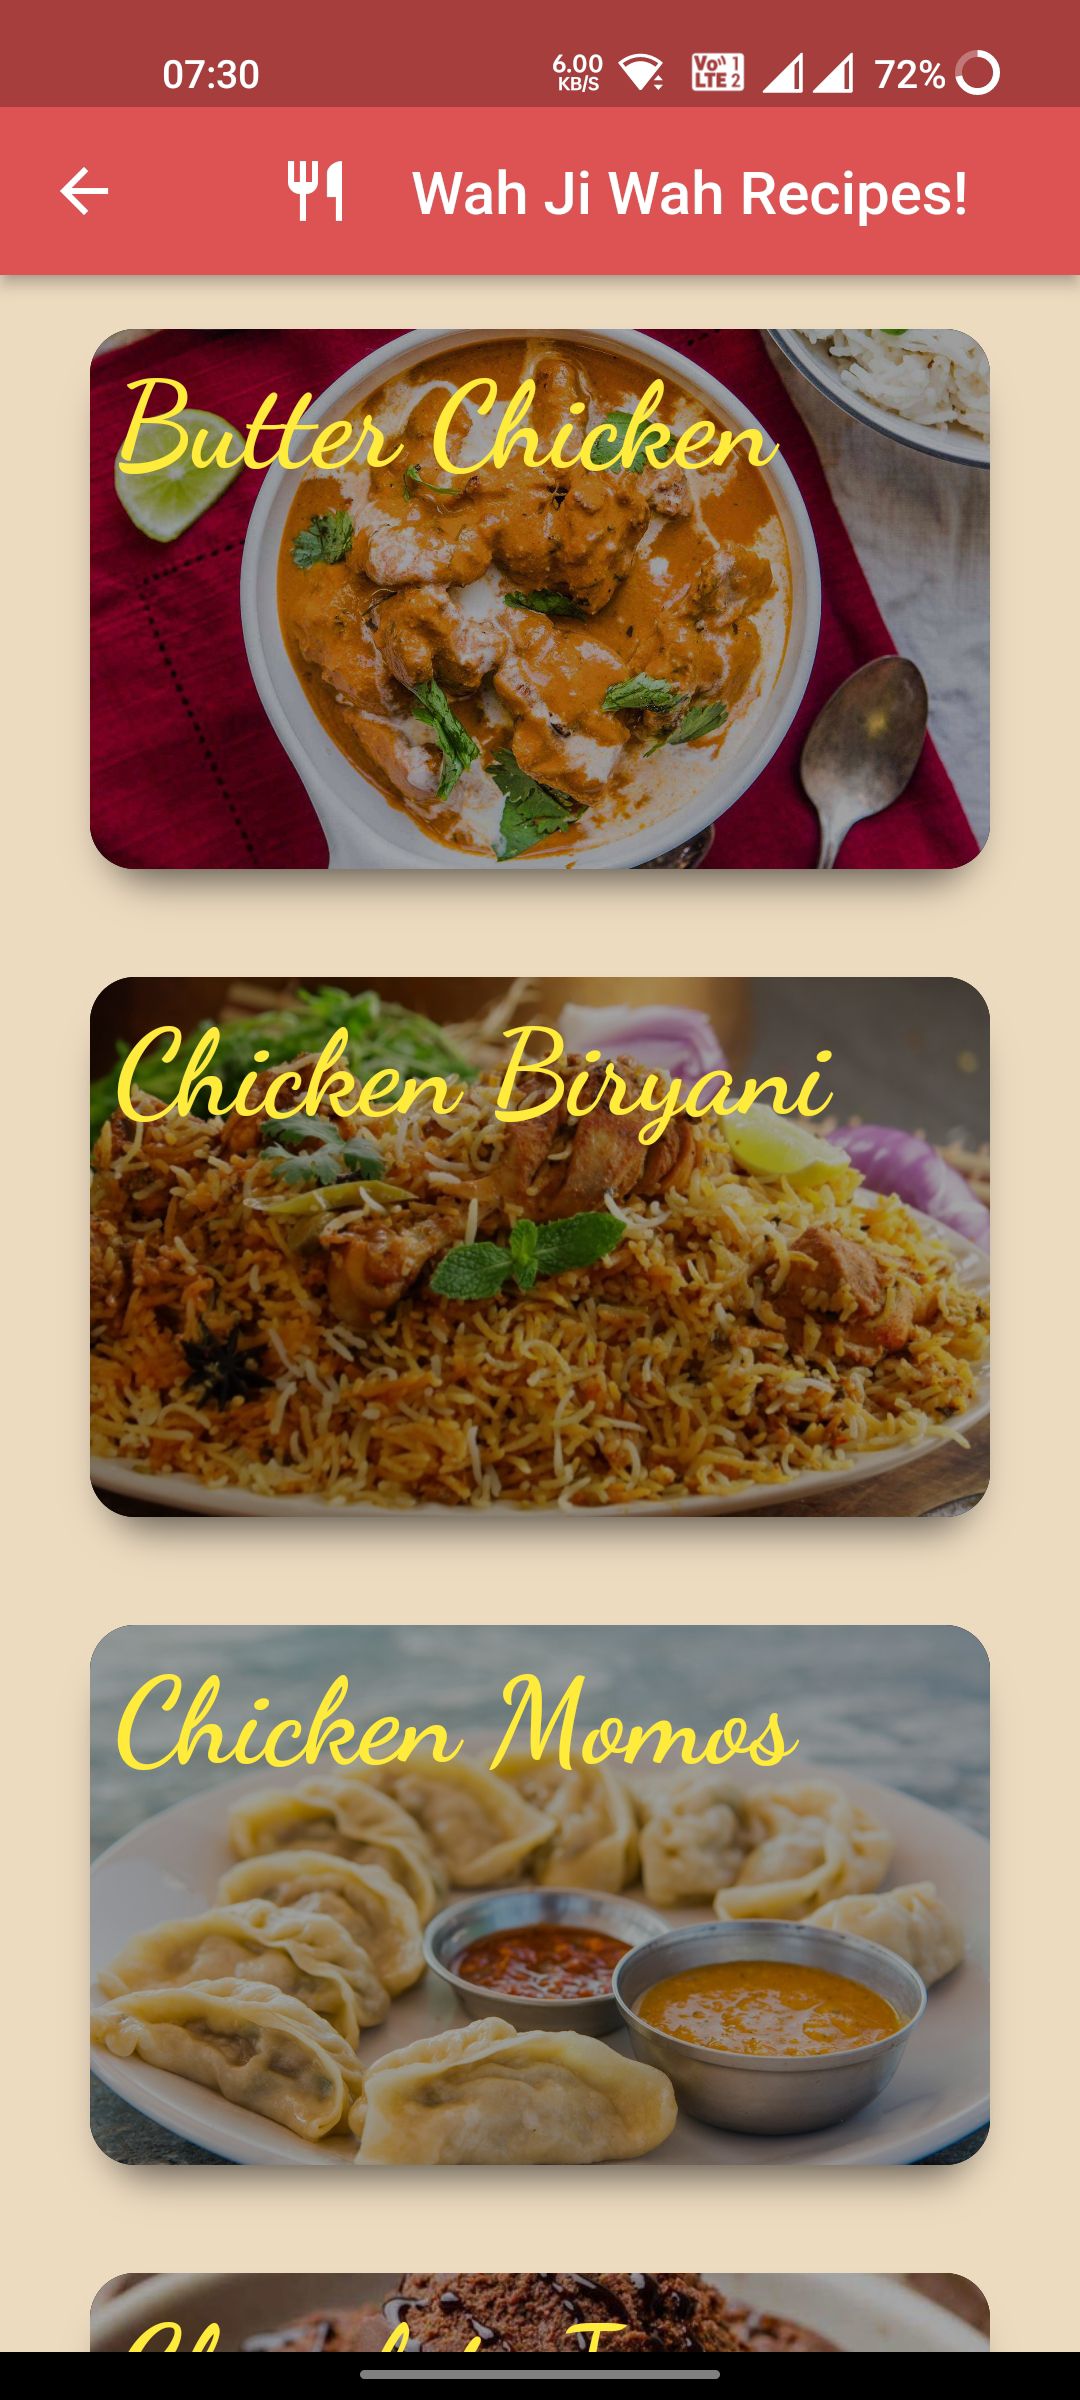 07:30 6.00 KB/S Vo LTE 1 2 72%
Wah Ji Wah Recipes!
Butter Chicken
Chicken Biryani
Chicken Momos